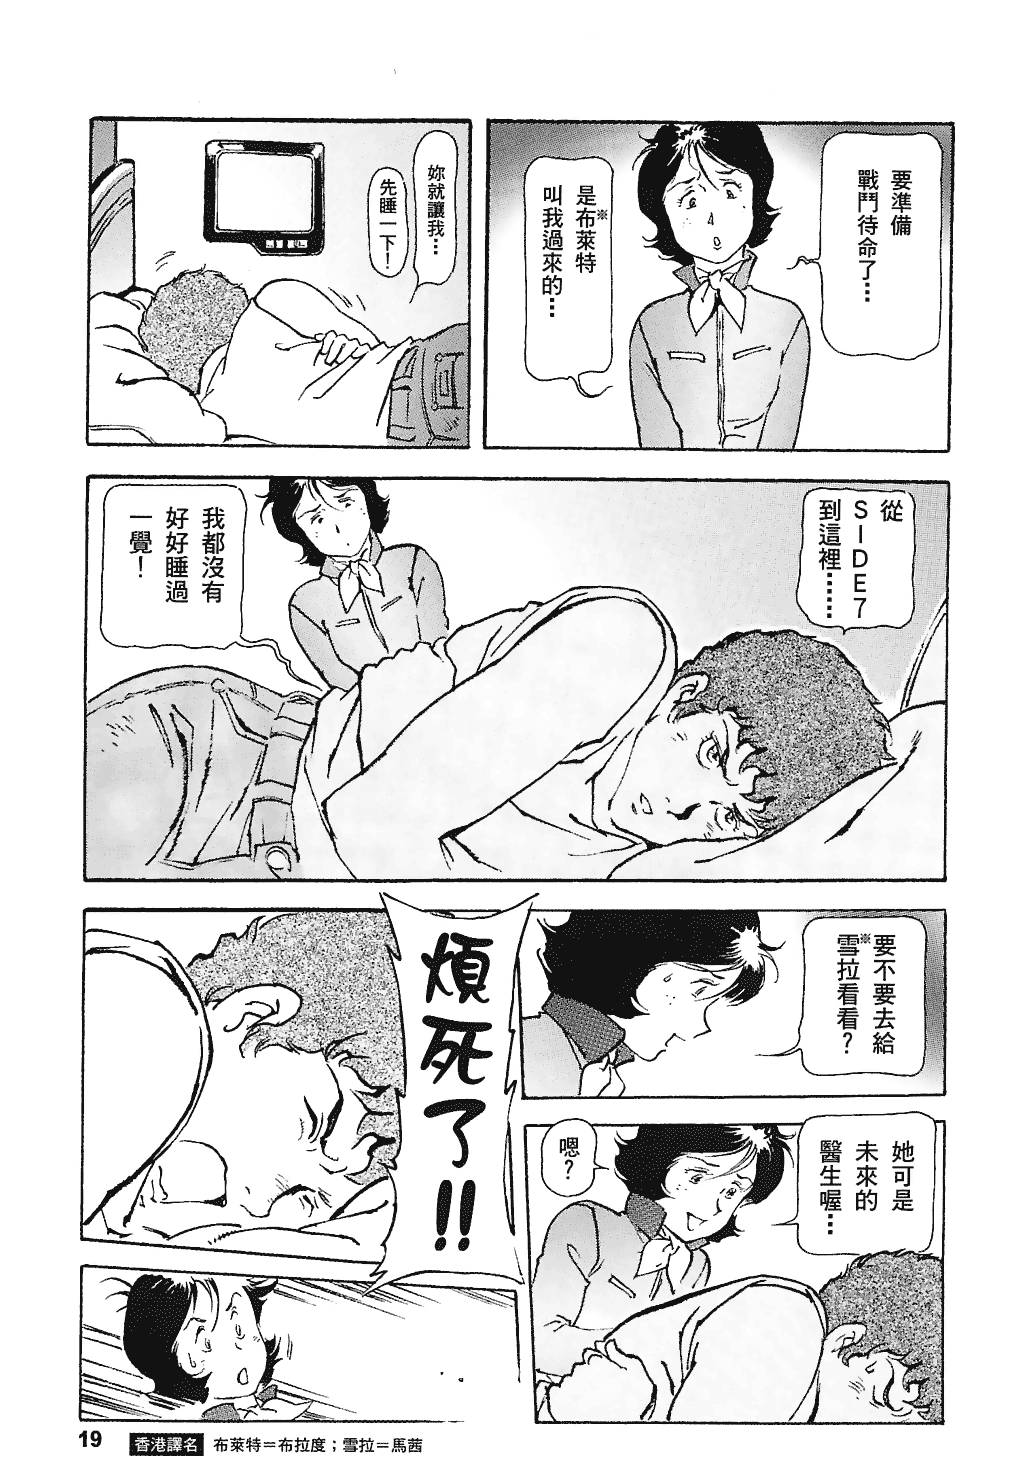 要準備
戰鬥待命了…
是布萊特※
叫我過來的…
妳就讓我…
先睡一下！
從
SIDE7
到這裡……
我都沒有
好好睡過
一覺！
要不要去給
※雪拉看看？
她可是
未來的
醫生喔…
嗯？
煩死了!!
19
香港譯名 布萊特＝布拉度；雪拉＝馬茜